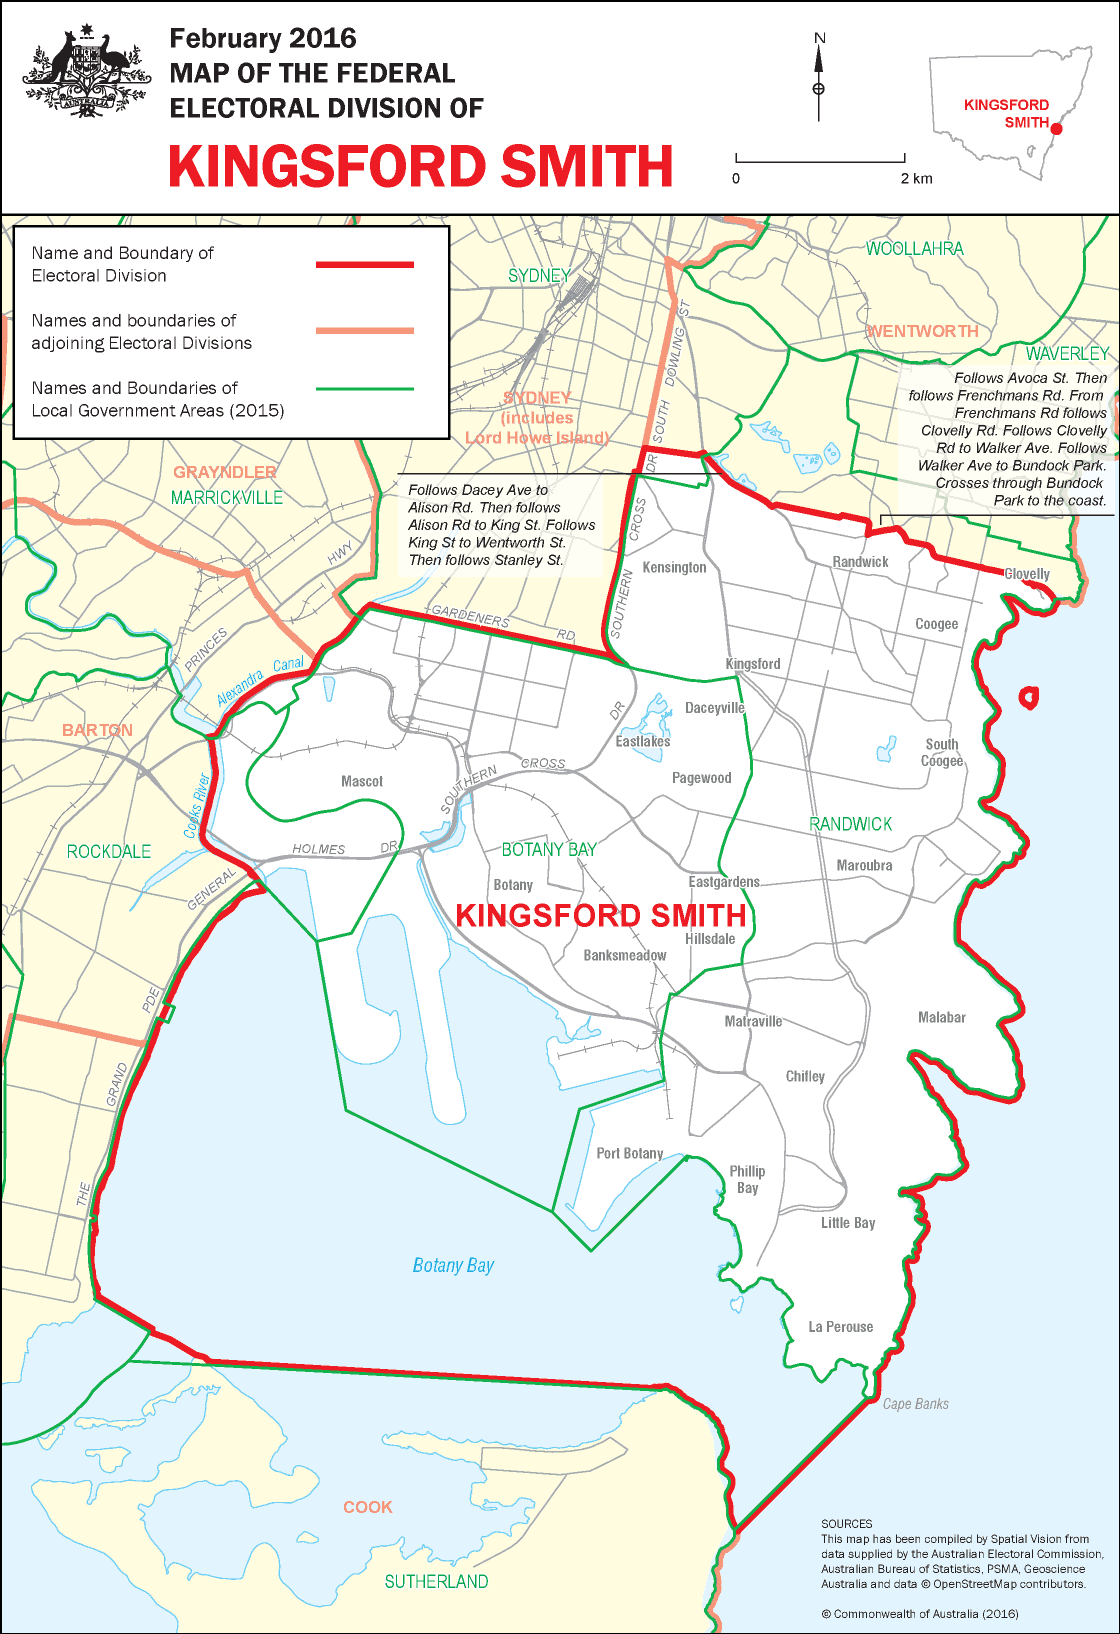 AUSTRALIA
February 2016
MAP OF THE FEDERAL
ELECTORAL DIVISION OF
KINGSFORD SMITH
N
0
2 km
KINGSFORD
SMITH
Name and Boundary of
Electoral Division
Names and boundaries of
adjoining Electoral Divisions
Names and Boundaries of
Local Government Areas (2015)
SYDNEY
WOOLLAHRA
WENTWORTH
WAVERLEY
SOUTH DOWLING ST
SYDNEY
(includes
Lord Howe Island)
Follows Avoca St. Then
follows Frenchmans Rd. From
Frenchmans Rd follows
Clovelly Rd. Follows Clovelly
Rd to Walker Ave. Follows
Walker Ave to Bundock Park.
Crosses through Bundock
Park to the coast.
GRAYNDLER
MARRICKVILLE
Follows Dacey Ave to
Alison Rd. Then follows
Alison Rd to King St. Follows
King St to Wentworth St.
Then follows Stanley St.
SOUTHERN CROSS DR
PRINCES HWY
Kensington
Randwick
Clovelly
Coogee
GARDENERS RD
Kingsford
Alexandra Canal
Daceyville
BARTON
Eastlakes
South
Coogee
Pagewood
Mascot
SOUTHERN CROSS DR
Cooks River
RANDWICK
ROCKDALE
HOLMES DR
BOTANY BAY
Maroubra
Eastgardens
Botany
GENERAL
KINGSFORD SMITH
Hillsdale
Banksmeadow
PDE
Matraville
Malabar
Chifley
GRAND
Port Botany
Phillip
Bay
THE
Little Bay
Botany Bay
La Perouse
Cape Banks
COOK
SUTHERLAND
SOURCES
This map has been compiled by Spatial Vision from
data supplied by the Australian Electoral Commission,
Australian Bureau of Statistics, PSMA, Geoscience
Australia and data © OpenStreetMap contributors.
© Commonwealth of Australia (2016)